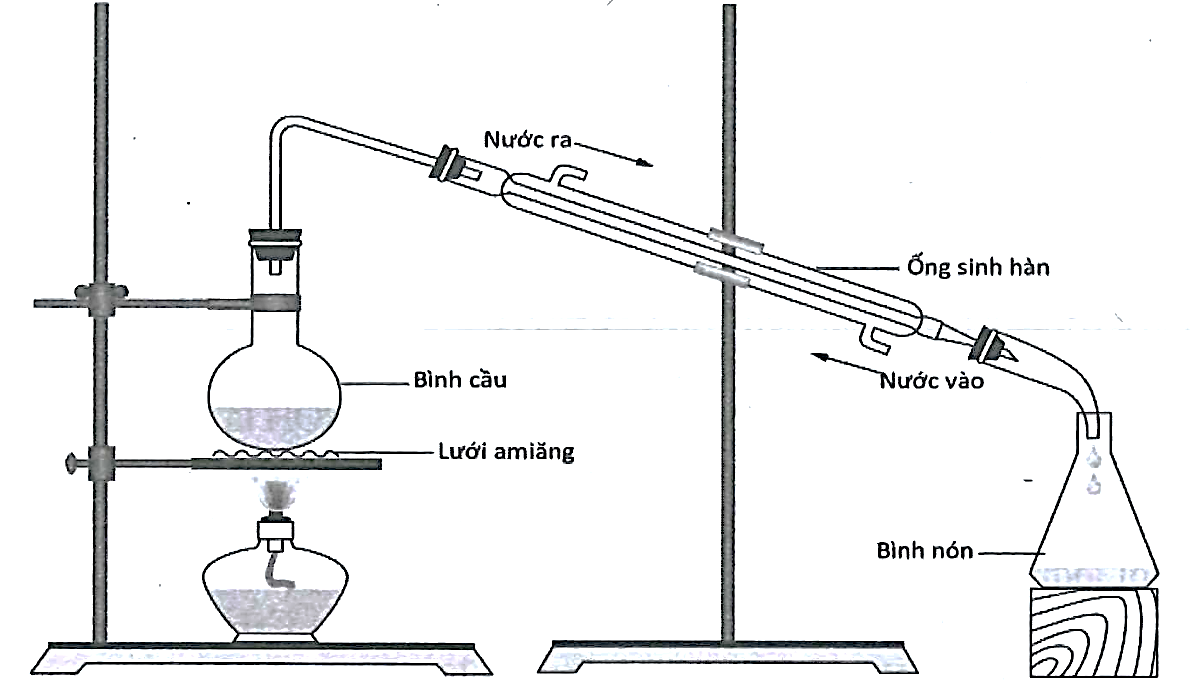 Nước ra
Ống sinh hàn
Bình cầu
Nước vào
Lưới amiăng
Bình nón